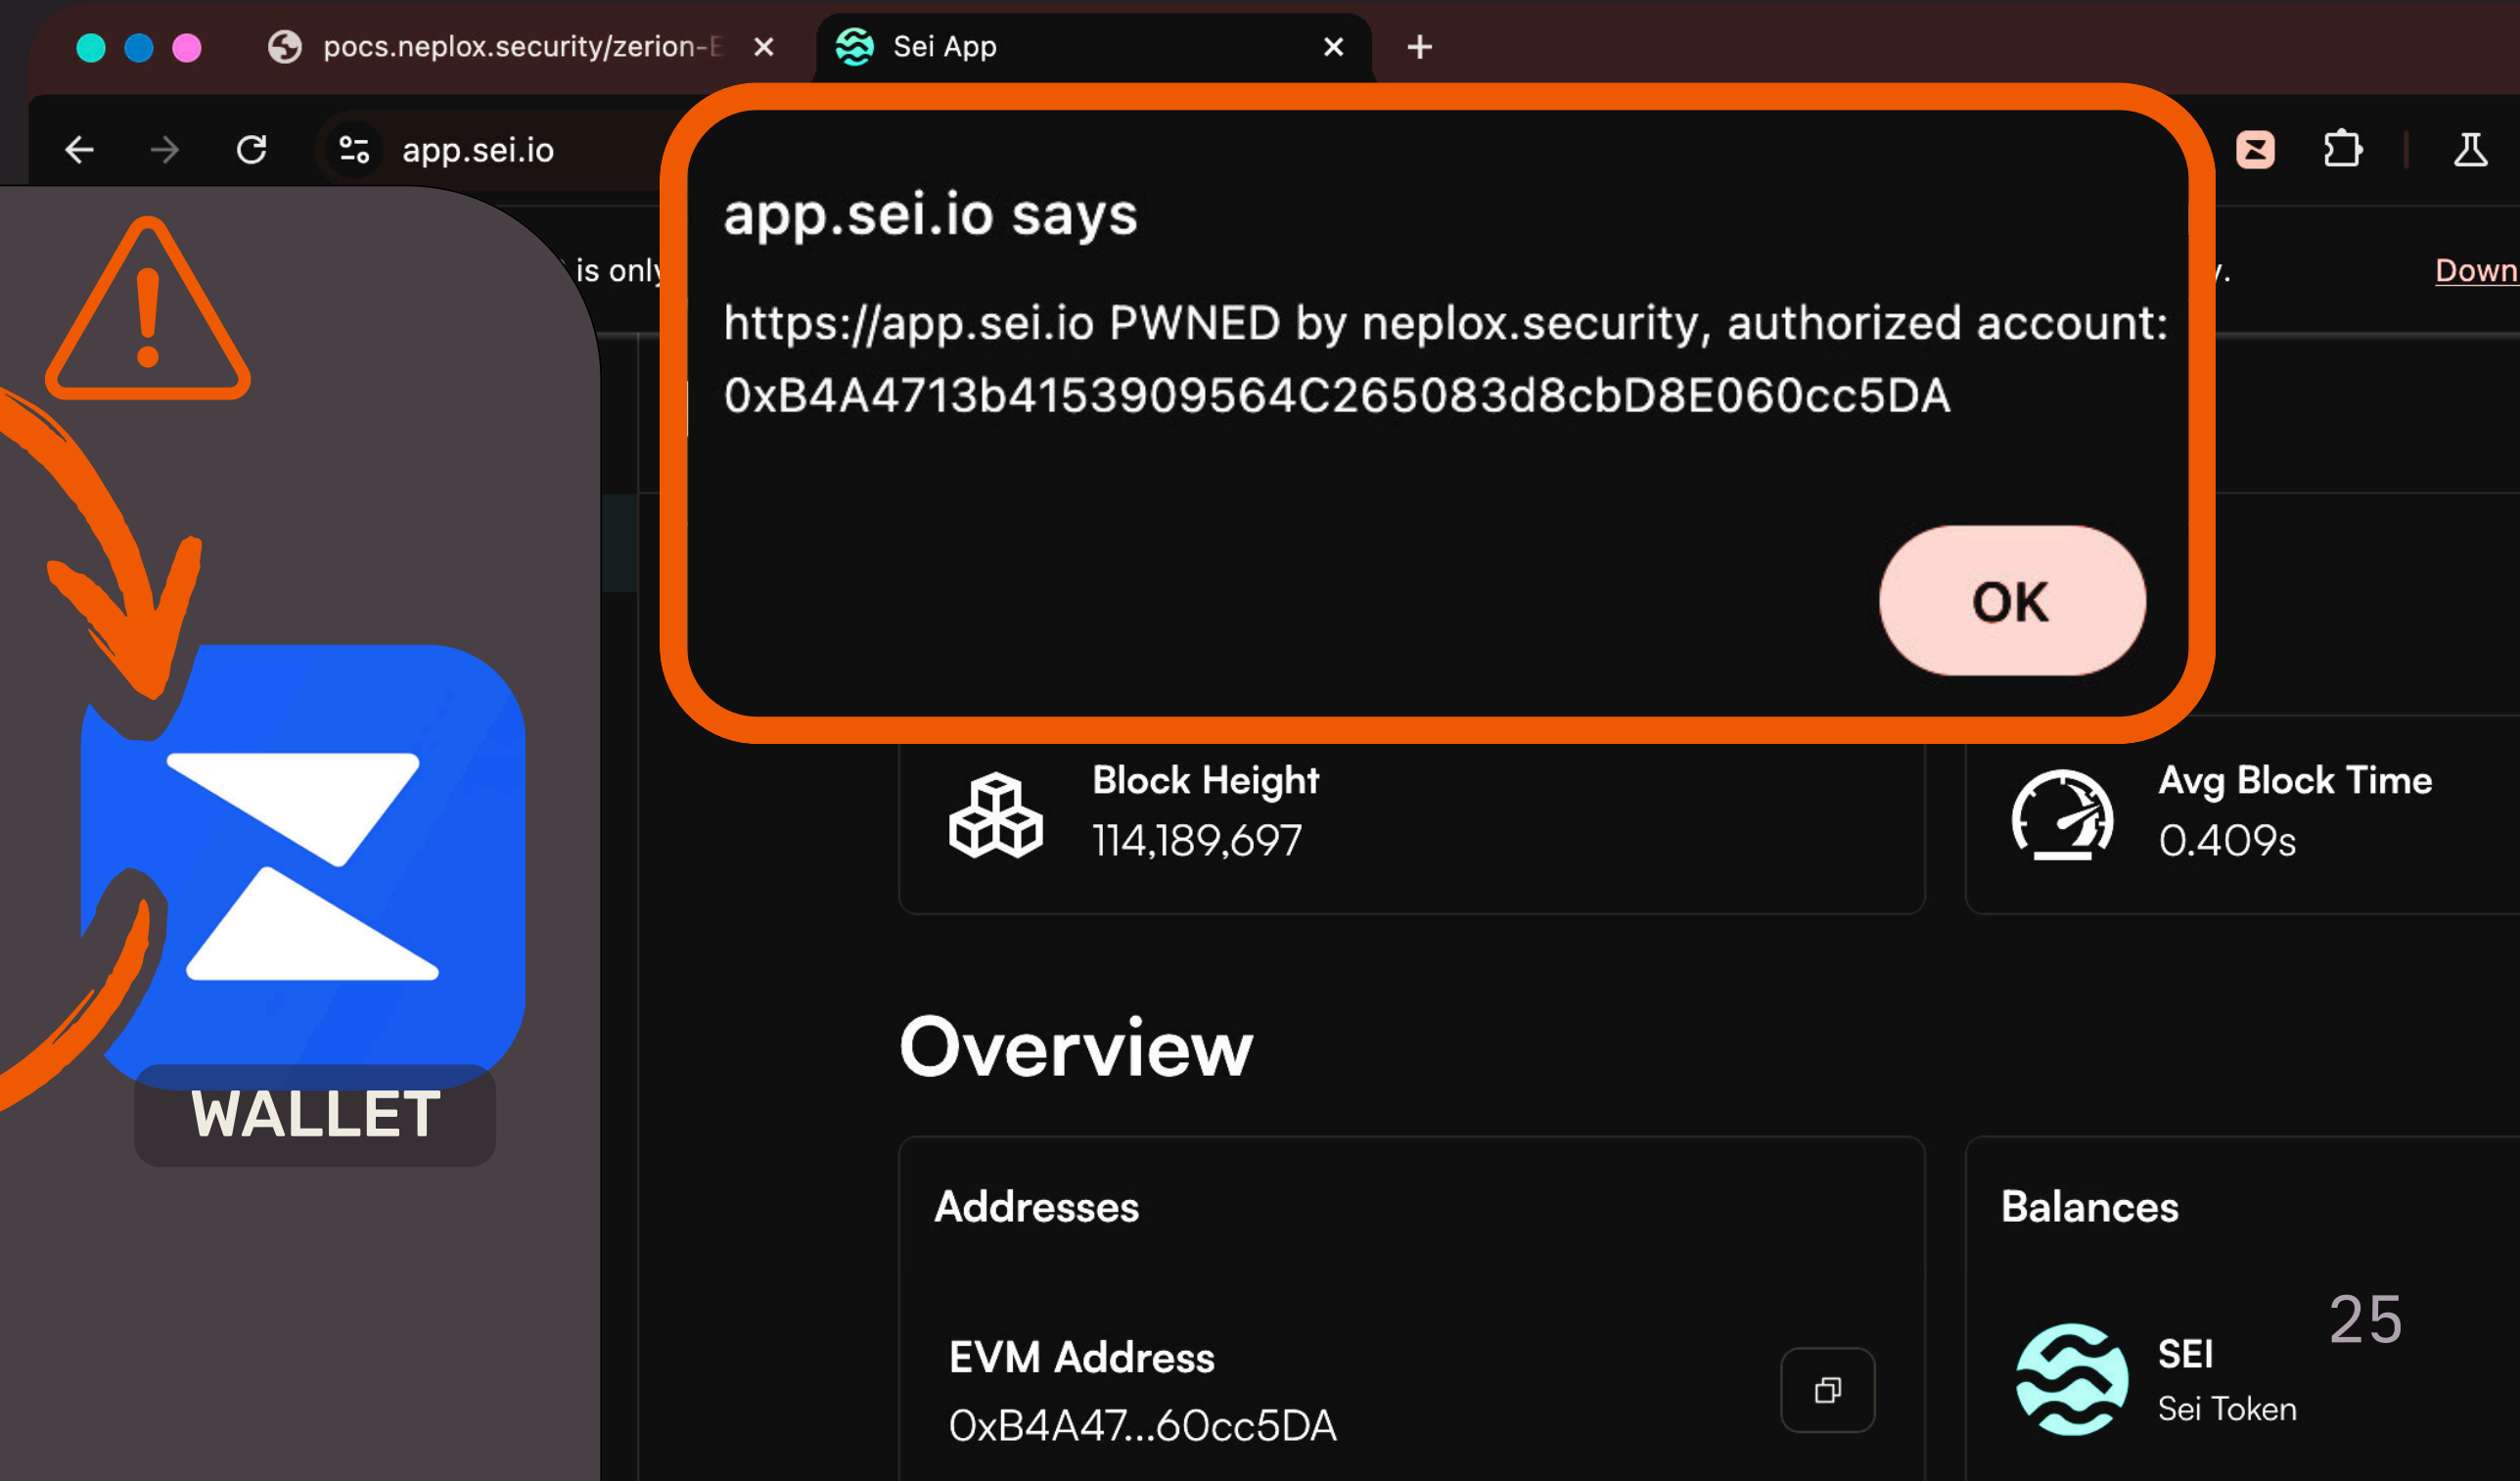 pocs.neplox.security/zerion-E
Sei App
app.sei.io
is only
y.
Down
app.sei.io says
https://app.sei.io PWNED by neplox.security, authorized account:
0xB4A4713b4153909564C265083d8cbD8E060cc5DA
OK
WALLET
Block Height
114,189,697
Avg Block Time
0.409s
Overview
Addresses
EVM Address
0xB4A47...60cc5DA
Balances
SEI
Sei Token
25